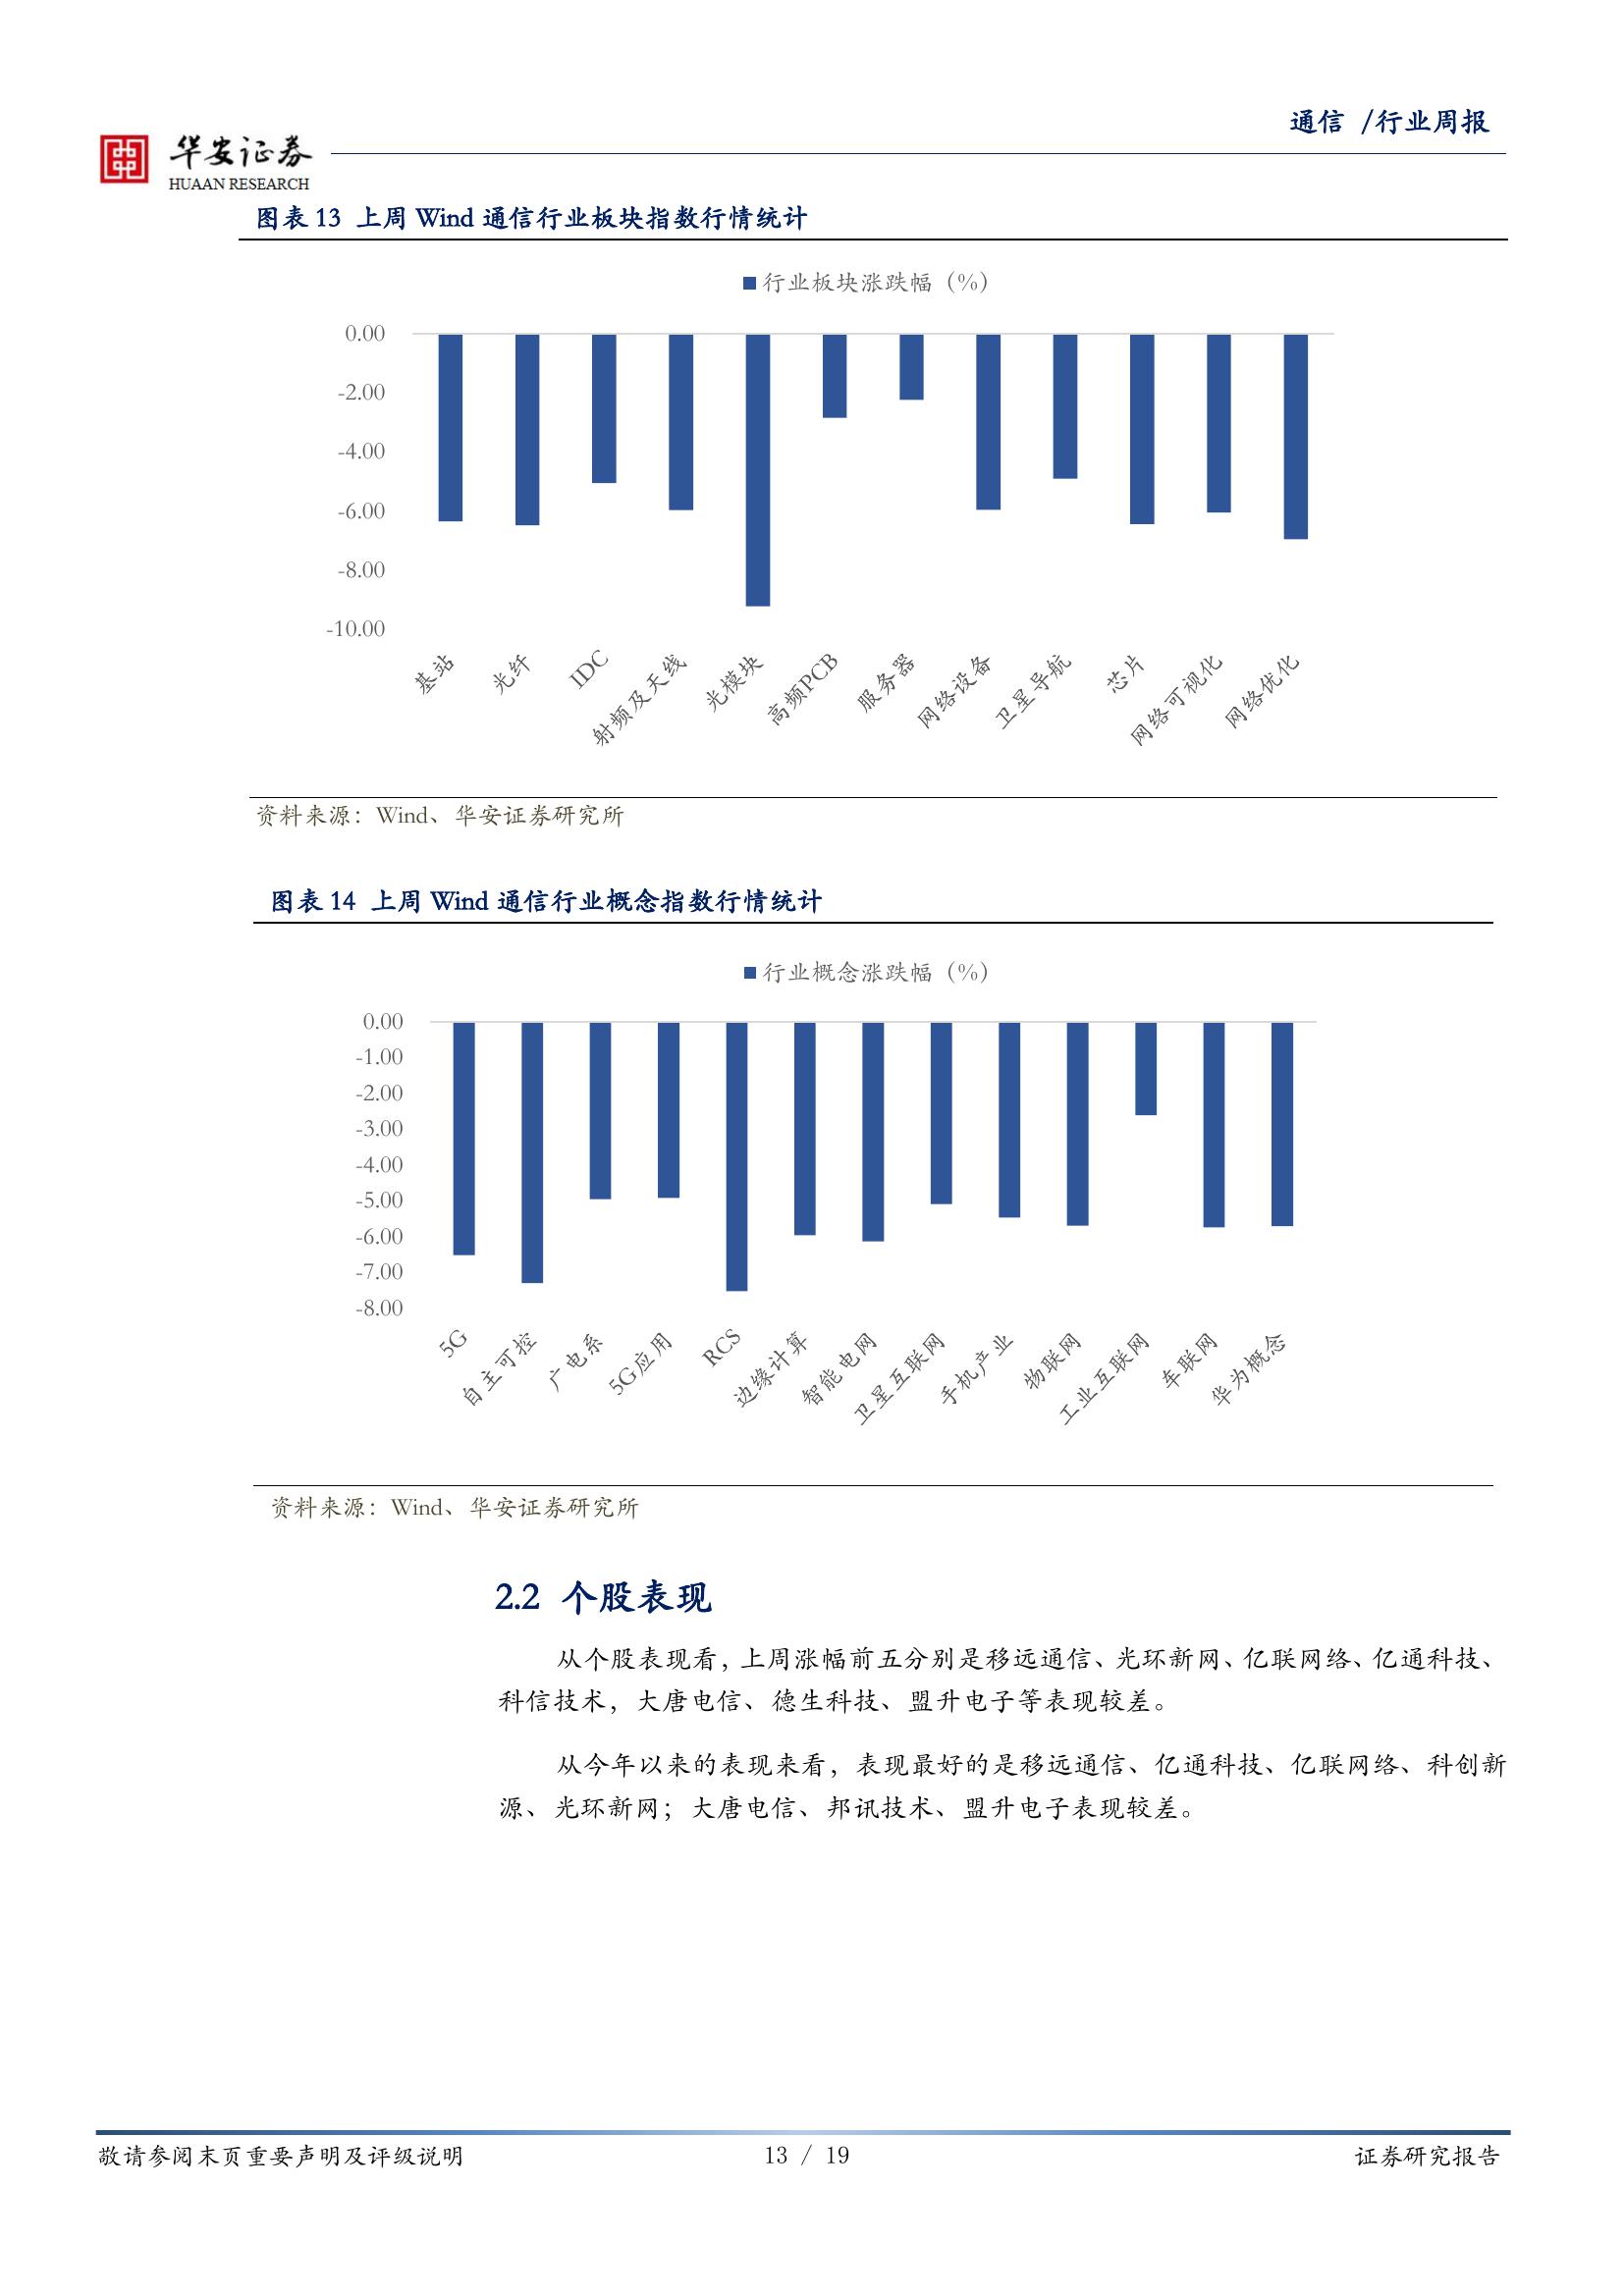 通信 /行业周报
华安证券
HUAAN RESEARCH
图表 13 上周 Wind 通信行业板块指数行情统计
行业板块涨跌幅（%）
0.00
-2.00
-4.00
-6.00
-8.00
-10.00
基站
光纤
IDC
射频及天线
光模块
高频PCB
服务器
网络设备
卫星导航
芯片
网络可视化
网络优化
资料来源：Wind、华安证券研究所
图表 14 上周 Wind 通信行业概念指数行情统计
行业概念涨跌幅（%）
0.00
-1.00
-2.00
-3.00
-4.00
-5.00
-6.00
-7.00
-8.00
5G
自主可控
广电系
5G应用
RCS
边缘计算
智能电网
卫星互联网
手机产业
物联网
工业互联网
车联网
华为概念
资料来源：Wind、华安证券研究所
2.2 个股表现
从个股表现看，上周涨幅前五分别是移远通信、光环新网、亿联网络、亿通科技、
科信技术，大唐电信、德生科技、盟升电子等表现较差。
从今年以来的表现来看，表现最好的是移远通信、亿通科技、亿联网络、科创新
源、光环新网；大唐电信、邦讯技术、盟升电子表现较差。
敬请参阅末页重要声明及评级说明
13 / 19
证券研究报告